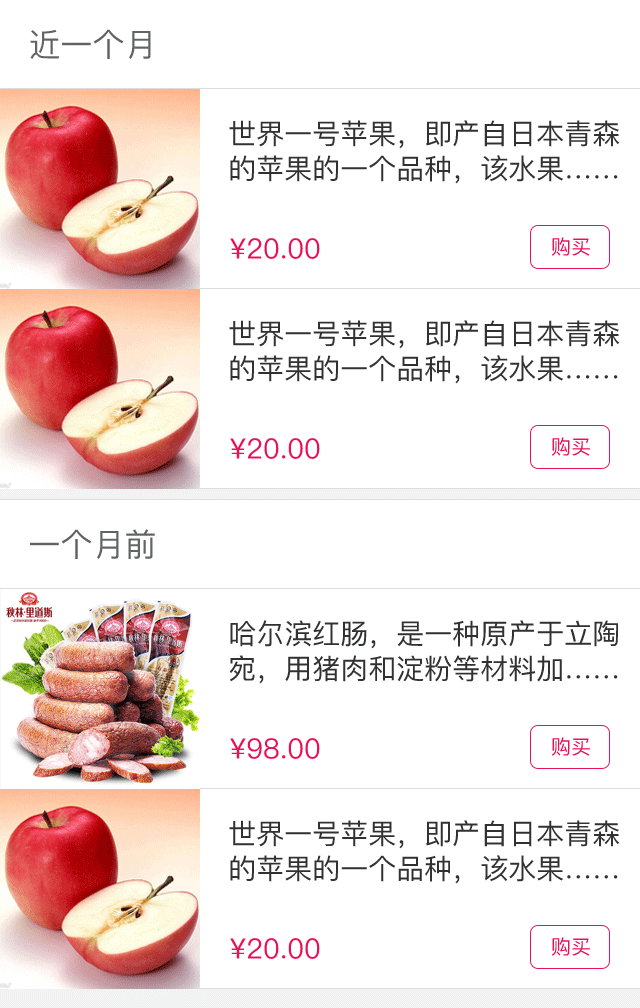 近一个月
世界一号苹果，即产自日本青森
的苹果的一个品种，该水果……
¥20.00
购买
世界一号苹果，即产自日本青森
的苹果的一个品种，该水果……
¥20.00
购买
一个月前
秋林·里道斯
哈尔滨红肠，是一种原产于立陶
宛，用猪肉和淀粉等材料加……
¥98.00
购买
世界一号苹果，即产自日本青森
的苹果的一个品种，该水果……
¥20.00
购买